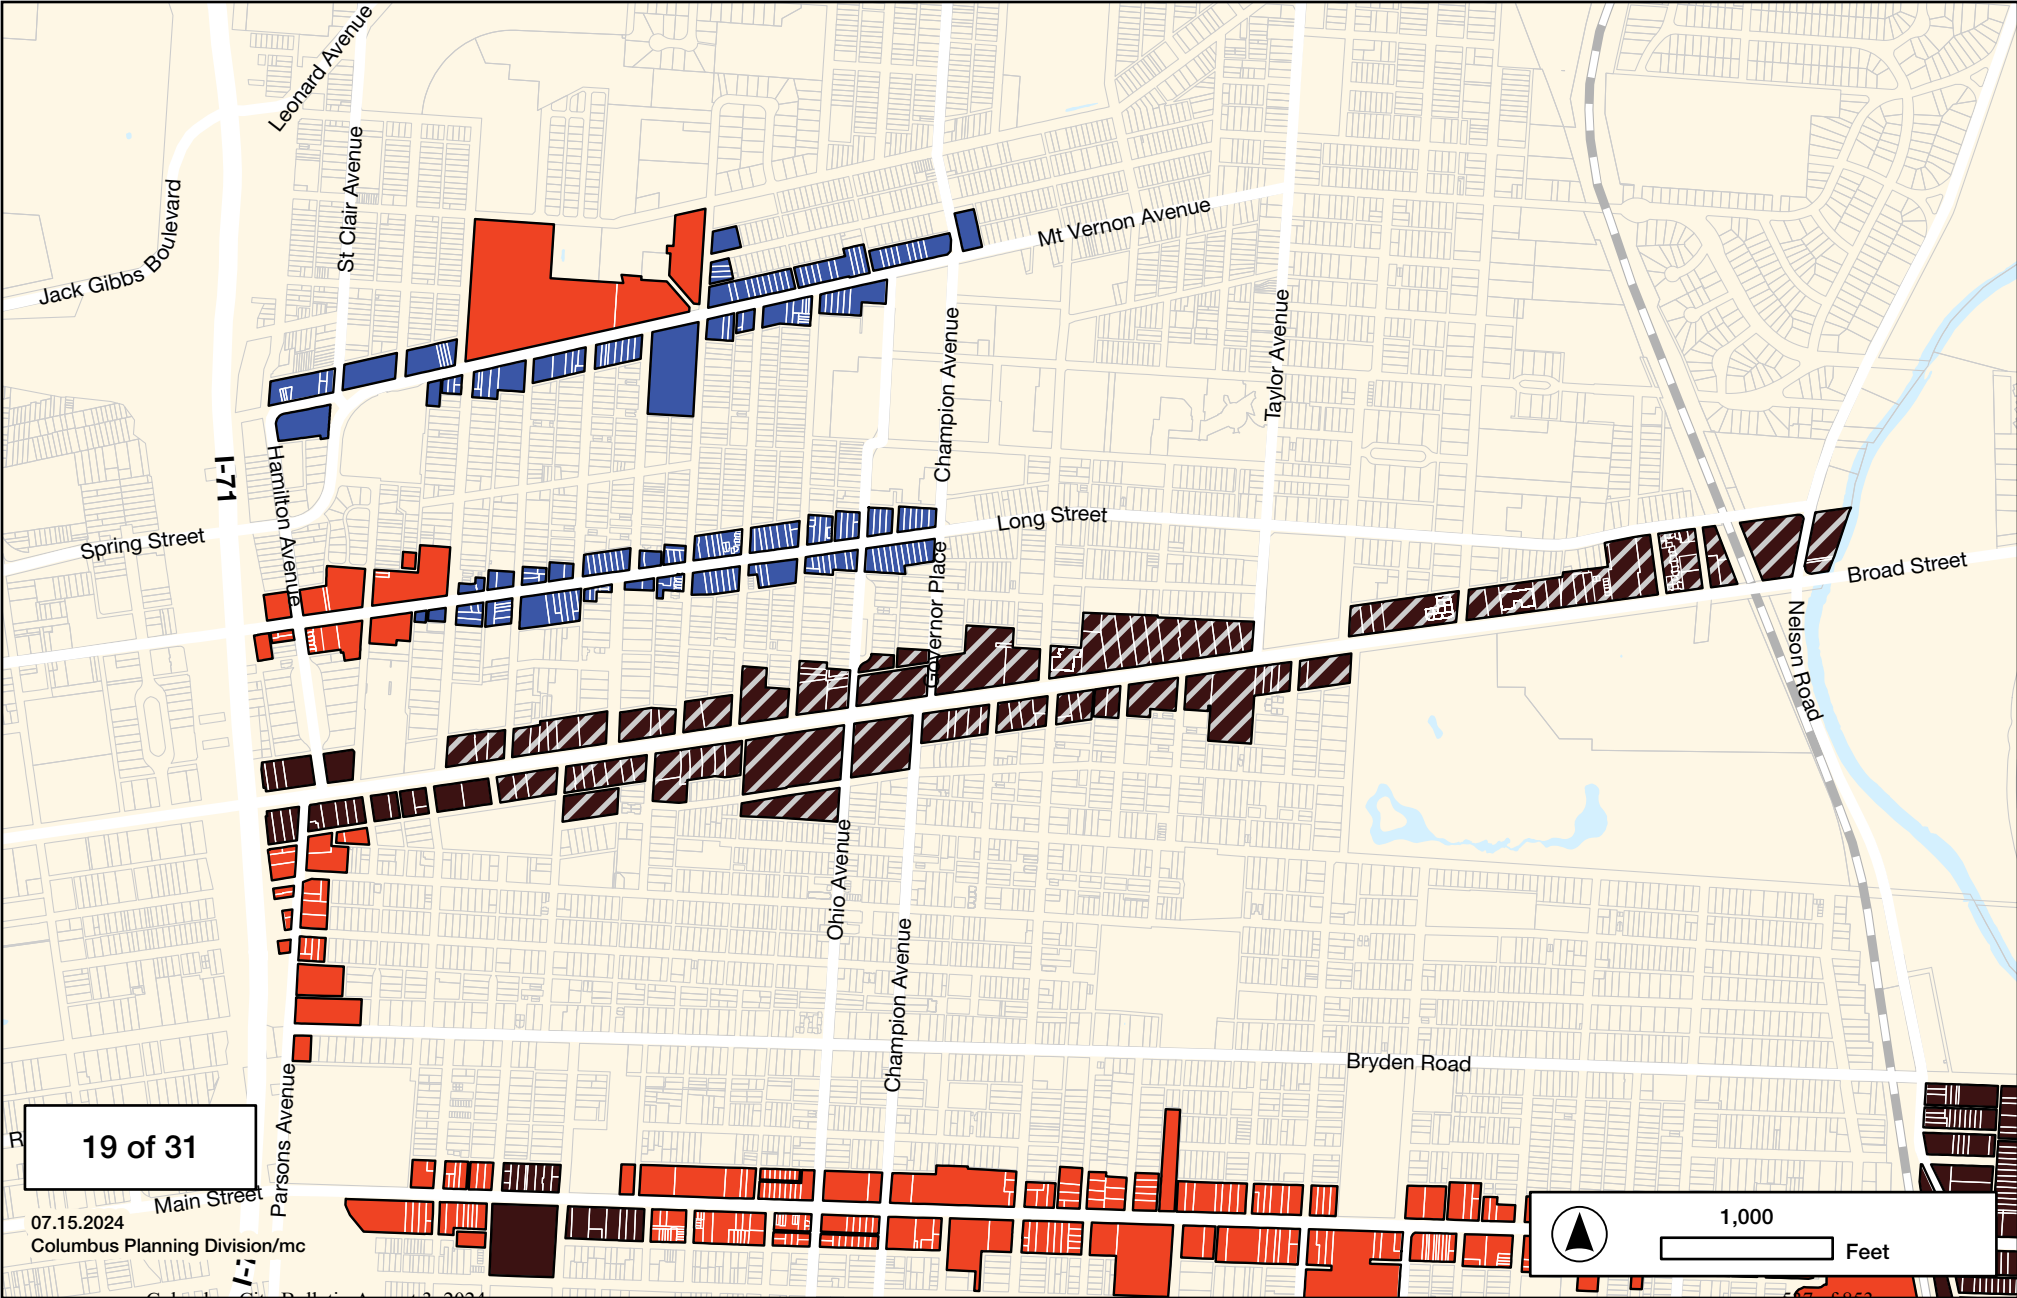 Leonard Avenue
St Clair Avenue
Jack Gibbs Boulevard
Mt Vernon Avenue
Champion Avenue
Taylor Avenue
I-71
Hamilton Avenue
Spring Street
Long Street
Governor Place
Broad Street
Nelson Road
Ohio Avenue
Champion Avenue
Bryden Road
Parsons Avenue
19 of 31
Main Street
07.15.2024
Columbus Planning Division/mc
1,000
Feet